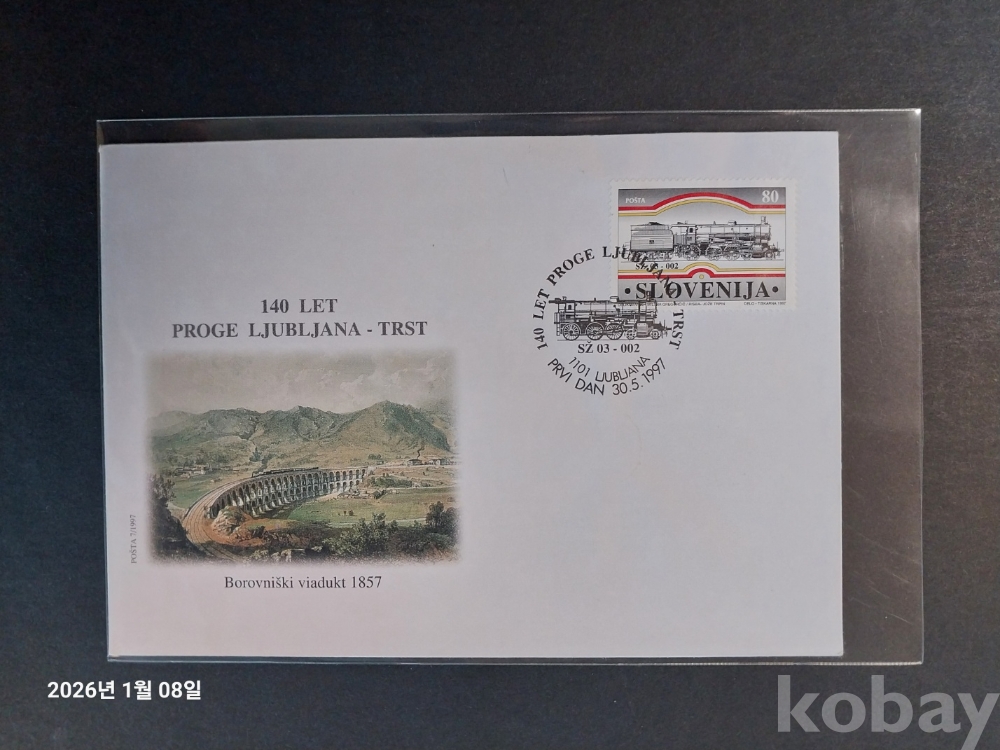 POŠTA
80
SŽ 03 - 002
• SLOVENIJA •
140 LET PROGE LJUBLJANA - TRST
SŽ 03 - 002
1101 LJUBLJANA
PRVI DAN 30.5.1997
140 LET
PROGE LJUBLJANA - TRST
POŠTA 7/1997
Borovniški viadukt 1857
2026년 1월 08일
kobay